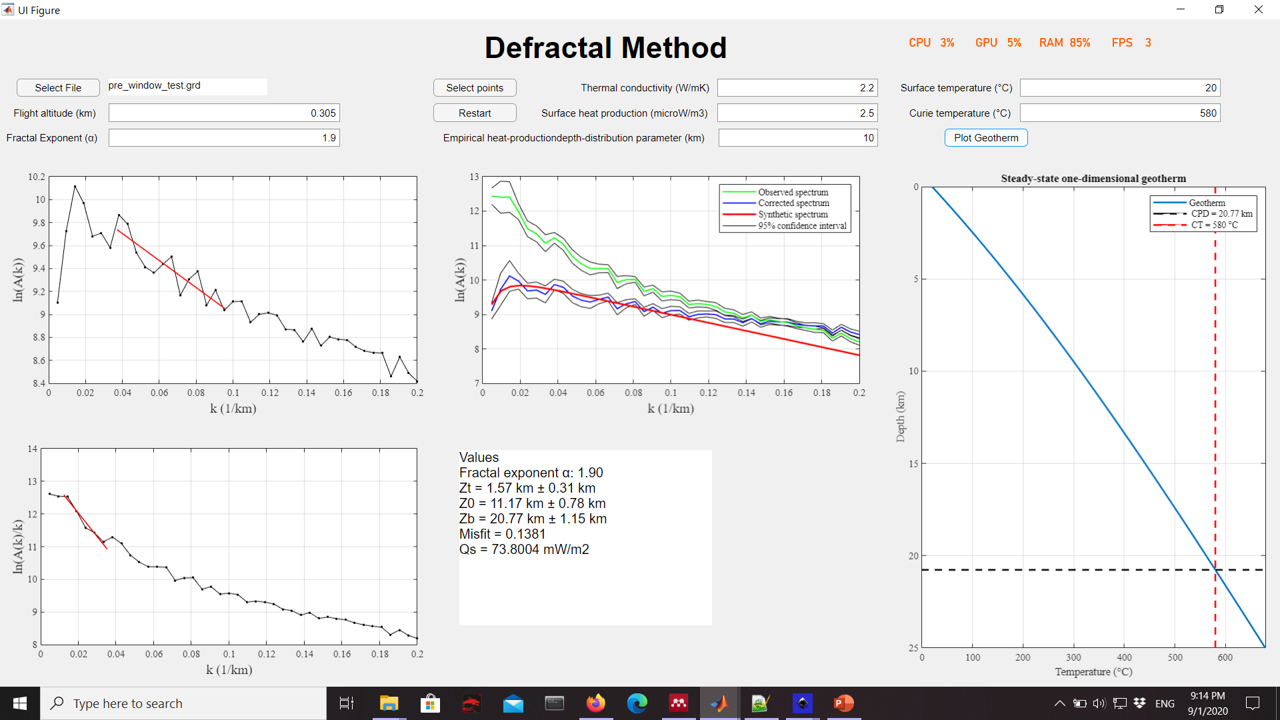 UI Figure
Defractal Method
CPU 3% GPU 5% RAM 85% FPS 3
Select File pre_window_test.grd
Flight altitude (km) 0.305
Fractal Exponent (α) 1.9
Select points Thermal conductivity (W/mK) 2.2
Restart Surface heat production (microW/m3) 2.5
Empirical heat-productiondepth-distribution parameter (km) 10
Surface temperature (°C) 20
Curie temperature (°C) 580
Plot Geotherm
10.2
10
9.8
9.6
9.4
9.2
9
8.8
8.6
8.4
ln(A(k))
0 0.02 0.04 0.06 0.08 0.1 0.12 0.14 0.16 0.18 0.2
k (1/km)
13
12
11
10
9
8
7
ln(A(k))
Observed spectrum
Corrected spectrum
Synthetic spectrum
95% confidence interval
0 0.02 0.04 0.06 0.08 0.1 0.12 0.14 0.16 0.18 0.2
k (1/km)
14
13
12
11
10
9
8
ln(A(k)/k)
0 0.02 0.04 0.06 0.08 0.1 0.12 0.14 0.16 0.18 0.2
k (1/km)
Values
Fractal exponent α: 1.90
Zt = 1.57 km ± 0.31 km
Z0 = 11.17 km ± 0.78 km
Zb = 20.77 km ± 1.15 km
Misfit = 0.1381
Qs = 73.8004 mW/m2
Steady-state one-dimensional geotherm
Geotherm
CPD = 20.77 km
CT = 580 °C
0
5
10
15
20
25
Depth (km)
0 100 200 300 400 500 600
Temperature (°C)
Type here to search
ENG
9:14 PM
9/1/2020